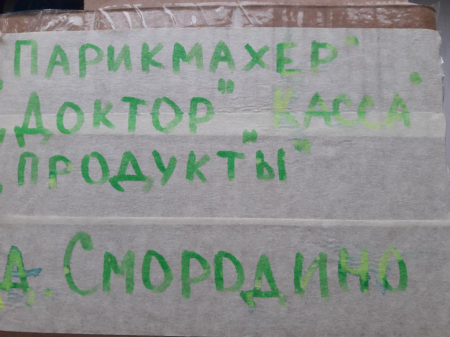 "Парикмахер"
"Доктор" "Касса"
"Продукты"
д. Смородино